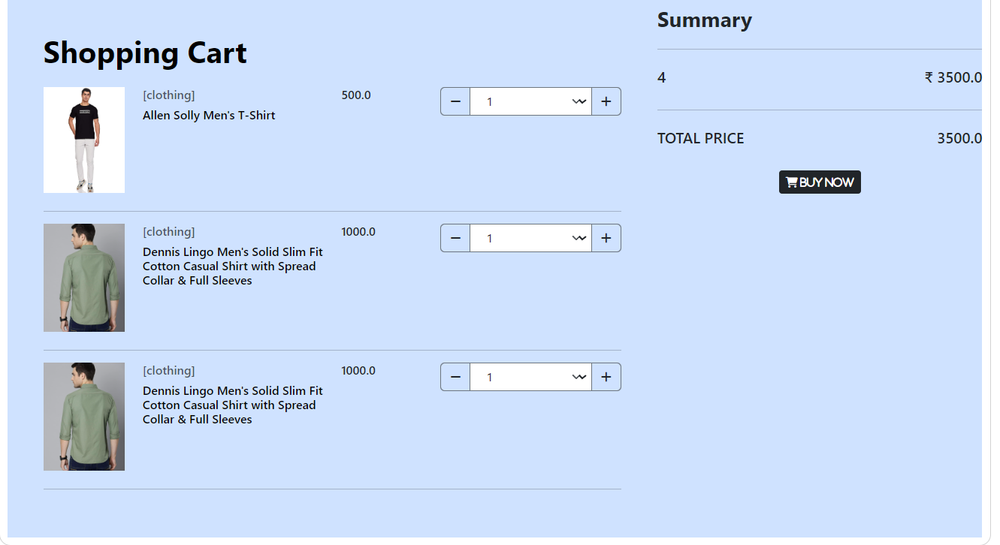 Summary
Shopping Cart
4 ₹ 3500.0
[clothing] 500.0 − 1 +
Allen Solly Men's T-Shirt
TOTAL PRICE 3500.0
BUY NOW
[clothing] 1000.0 − 1 +
Dennis Lingo Men's Solid Slim Fit
Cotton Casual Shirt with Spread
Collar & Full Sleeves
[clothing] 1000.0 − 1 +
Dennis Lingo Men's Solid Slim Fit
Cotton Casual Shirt with Spread
Collar & Full Sleeves